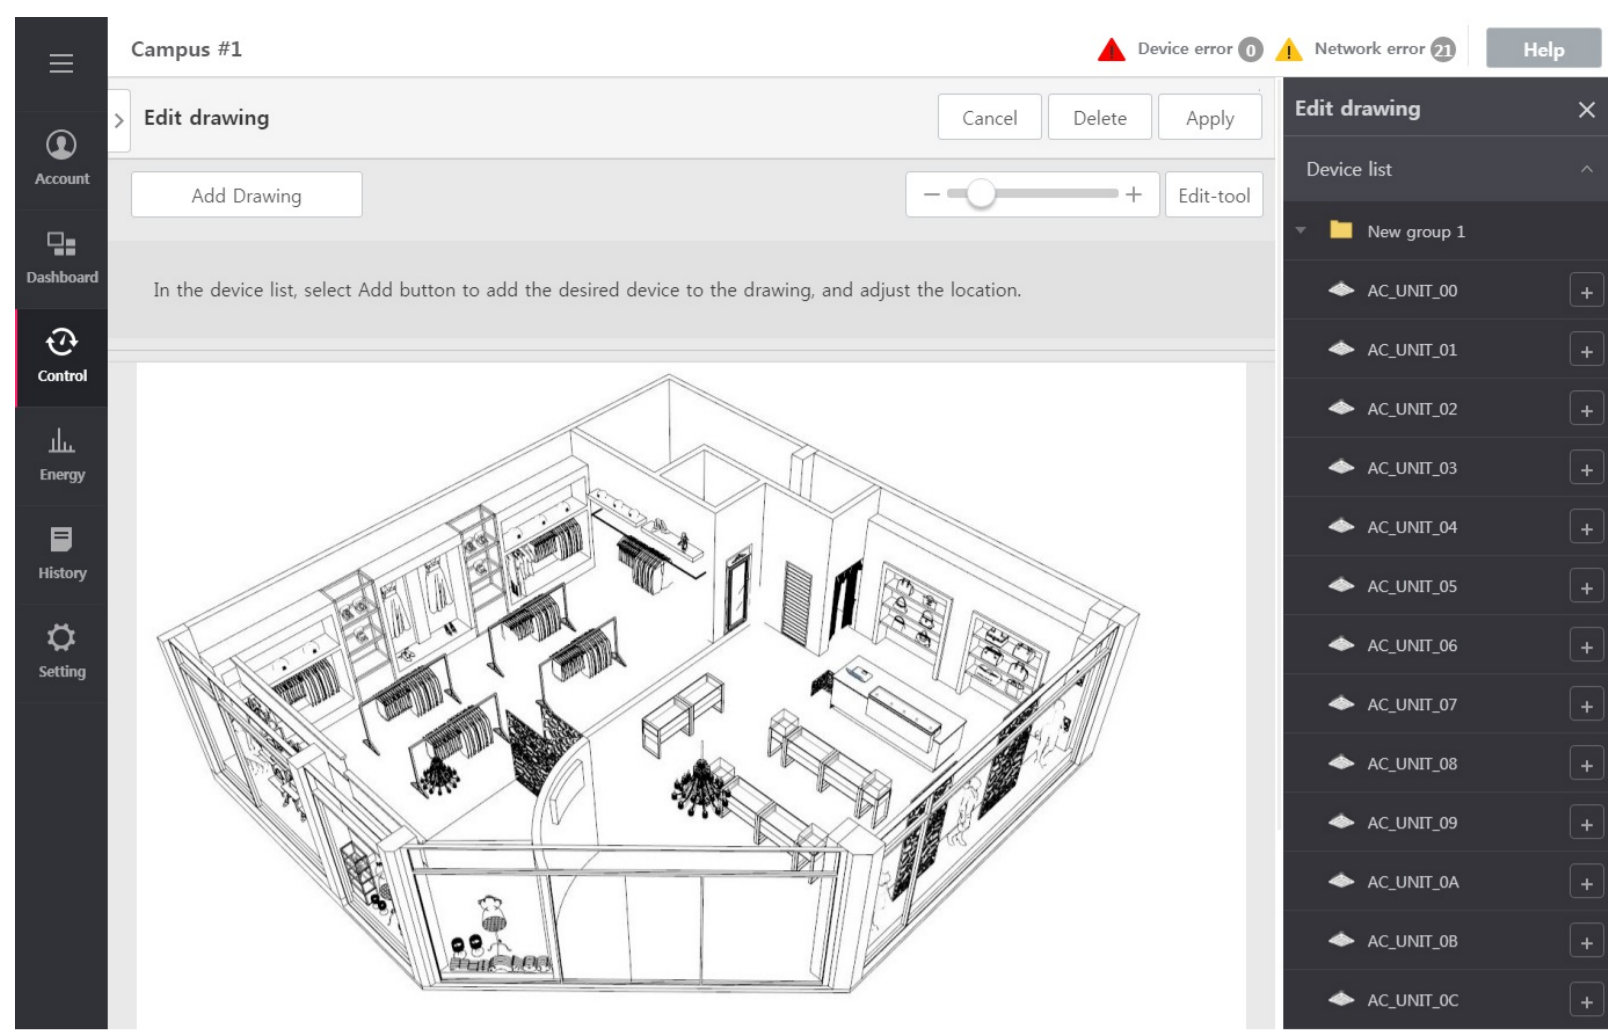 Campus #1
Device error 0
Network error 21
Help
Account
Dashboard
Control
Energy
History
Setting
Edit drawing
Cancel
Delete
Apply
Add Drawing
Edit-tool
In the device list, select Add button to add the desired device to the drawing, and adjust the location.
Edit drawing
Device list
New group 1
AC_UNIT_00
AC_UNIT_01
AC_UNIT_02
AC_UNIT_03
AC_UNIT_04
AC_UNIT_05
AC_UNIT_06
AC_UNIT_07
AC_UNIT_08
AC_UNIT_09
AC_UNIT_0A
AC_UNIT_0B
AC_UNIT_0C